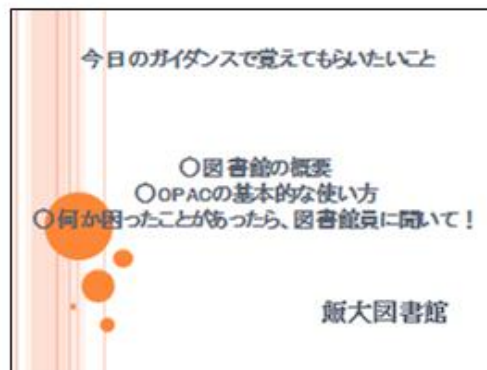 今日のガイダンスで覚えてもらいたいこと
○図書館の概要
○OPACの基本的な使い方
○何か困ったことがあったら、図書館員に聞いて!
飯大図書館